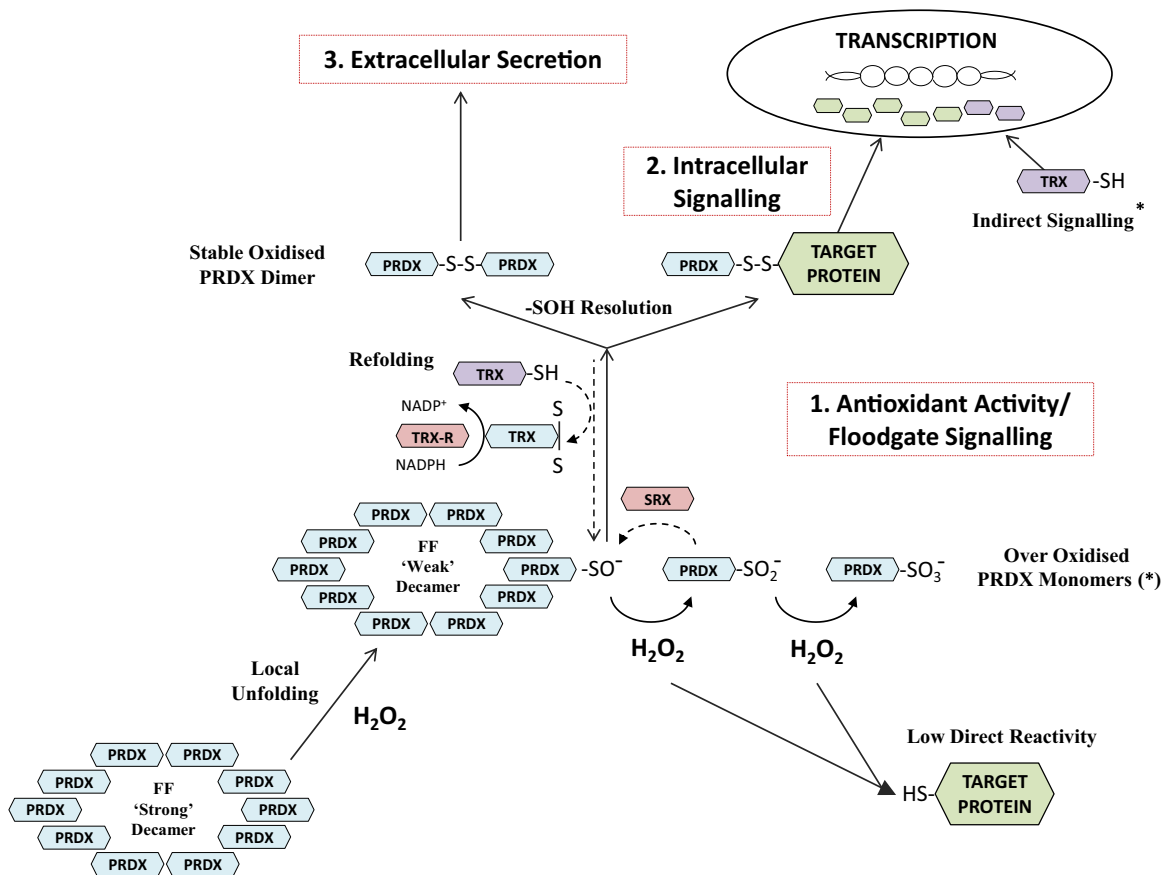 TRANSCRIPTION
3. Extracellular Secretion
2. Intracellular
Signalling
TRX -SH
Indirect Signalling*
Stable Oxidised
PRDX Dimer
PRDX -S-S- PRDX
PRDX -S-S- TARGET
PROTEIN
-SOH Resolution
Refolding
TRX -SH
NADP⁺
TRX-R
NADPH
TRX
S
S
1. Antioxidant Activity/
Floodgate Signalling
SRX
PRDX PRDX
PRDX PRDX
PRDX PRDX
PRDX PRDX
PRDX PRDX
FF
‘Weak’
Decamer
-SO⁻
PRDX -SO₂⁻
PRDX -SO₃⁻
Over Oxidised
PRDX Monomers (*)
H₂O₂
H₂O₂
Local
Unfolding
H₂O₂
PRDX PRDX
PRDX PRDX
PRDX PRDX
PRDX PRDX
PRDX PRDX
FF
‘Strong’
Decamer
Low Direct Reactivity
HS- TARGET
PROTEIN